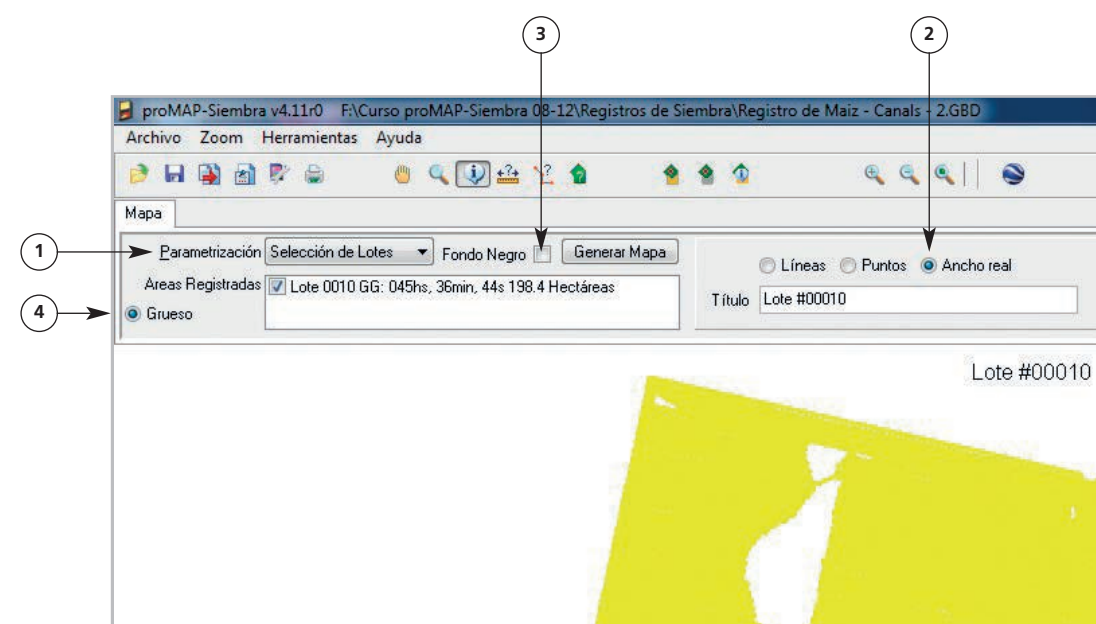 3
2
proMAP-Siembra v4.11r0 F:\Curso proMAP-Siembra 08-12\Registros de Siembra\Registro de Maiz - Canals - 2.GBD
Archivo Zoom Herramientas Ayuda
Mapa
1
Parametrización Selección de Lotes Fondo Negro Generar Mapa
Líneas Puntos Ancho real
Areas Registradas Lote 0010 GG: 045hs, 36min, 44s 198.4 Hectáreas
Título Lote #00010
4
Grueso
Lote #00010